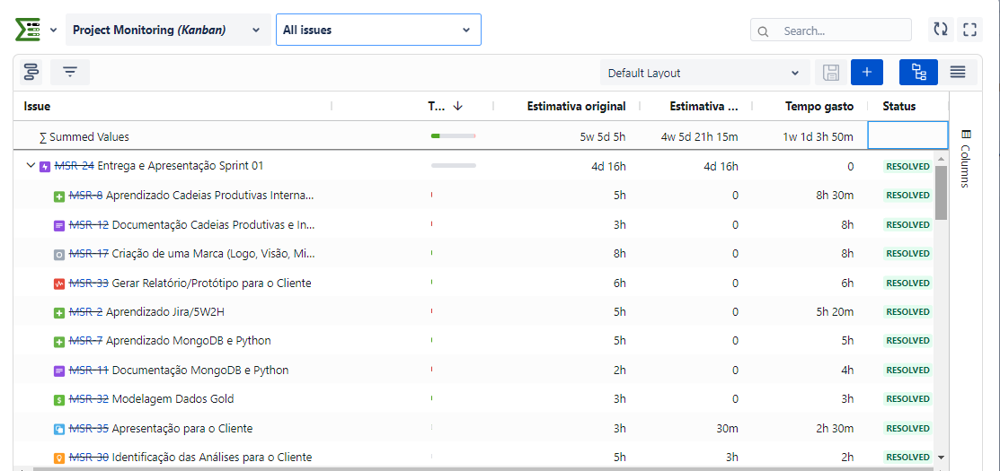 Project Monitoring (Kanban) All issues Search...
Default Layout +
Issue T... Estimativa original Estimativa ... Tempo gasto Status
∑ Summed Values 5w 5d 5h 4w 5d 21h 15m 1w 1d 3h 50m
MSR-24 Entrega e Apresentação Sprint 01 4d 16h 4d 16h 0 RESOLVED
MSR-8 Aprendizado Cadeias Produtivas Interna... 5h 0 8h 30m RESOLVED
MSR-12 Documentação Cadeias Produtivas e In... 3h 0 8h RESOLVED
MSR-17 Criação de uma Marca (Logo, Visão, Mi... 8h 0 8h RESOLVED
MSR-33 Gerar Relatório/Protótipo para o Cliente 6h 0 6h RESOLVED
MSR-2 Aprendizado Jira/5W2H 5h 0 5h 20m RESOLVED
MSR-7 Aprendizado MongoDB e Python 5h 0 5h RESOLVED
MSR-11 Documentação MongoDB e Python 2h 0 4h RESOLVED
MSR-32 Modelagem Dados Gold 3h 0 3h RESOLVED
MSR-35 Apresentação para o Cliente 3h 30m 2h 30m RESOLVED
MSR-30 Identificação das Análises para o Cliente 5h 3h 2h RESOLVED
Columns